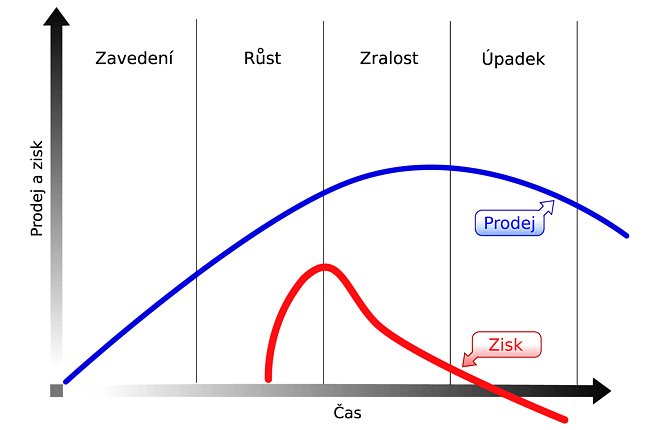 Zavedení
Růst
Zralost
Úpadek
Prodej a zisk
Prodej
Zisk
Čas